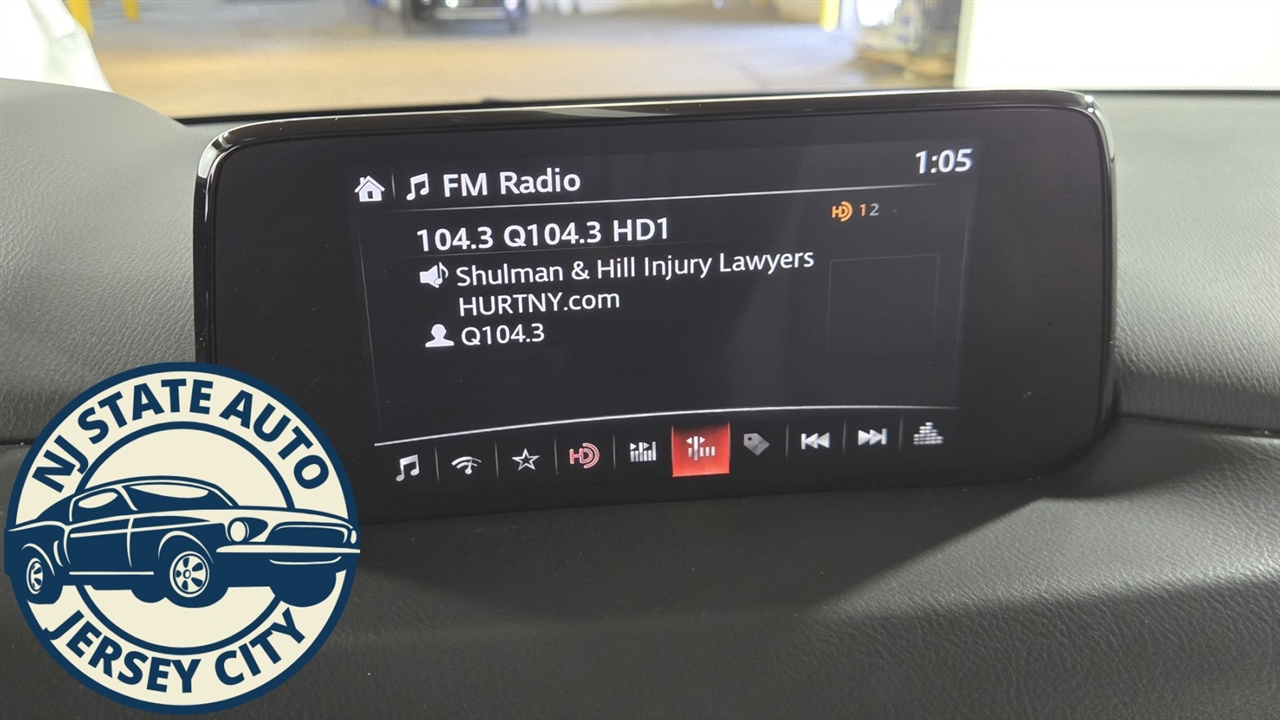 FM Radio
1:05
104.3 Q104.3 HD1
HD 1 2
Shulman & Hill Injury Lawyers
HURTNY.com
Q104.3
HD
NJ STATE AUTO
JERSEY CITY